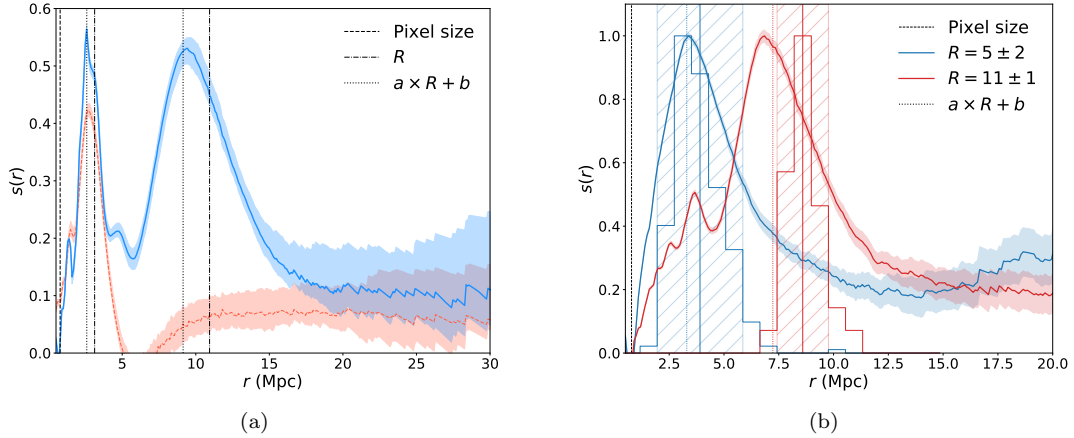 0.6
0.5
0.4
0.3
0.2
0.1
0.0
s(r)
Pixel size
R
a × R + b
5
10
15
20
25
30
r (Mpc)
(a)
1.0
0.8
0.6
0.4
0.2
0.0
s(r)
Pixel size
R = 5 ± 2
R = 11 ± 1
a × R + b
2.5
5.0
7.5
10.0
12.5
15.0
17.5
20.0
r (Mpc)
(b)